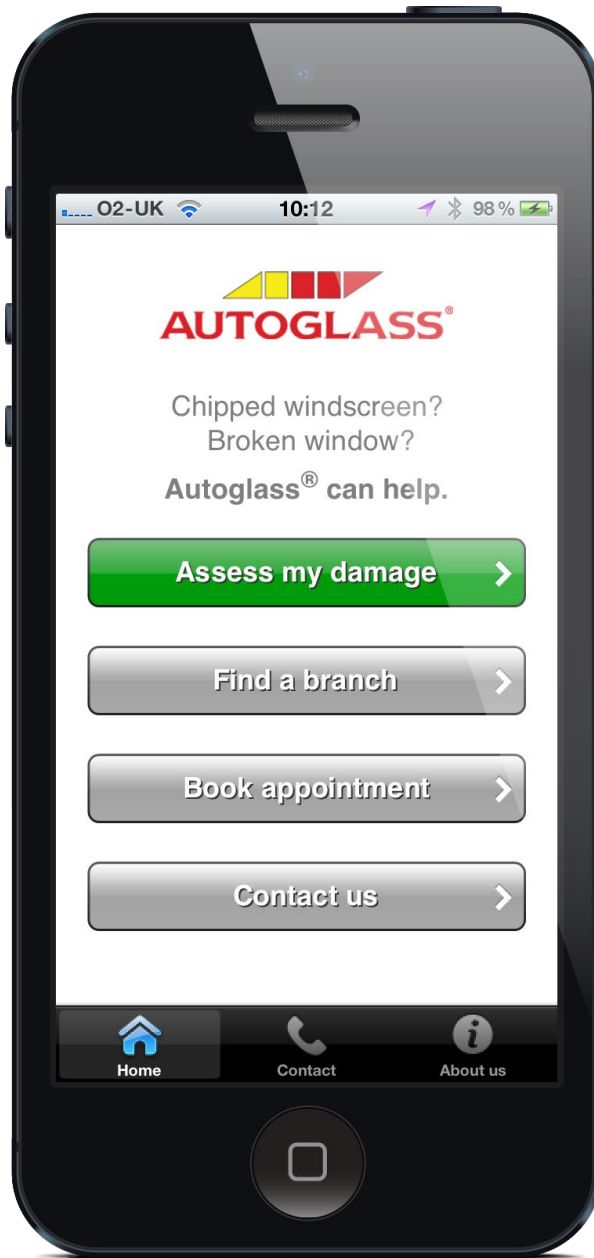 O2-UK 10:12 98%
AUTOGLASS®
Chipped windscreen?
Broken window?
Autoglass® can help.
Assess my damage
Find a branch
Book appointment
Contact us
Home Contact About us